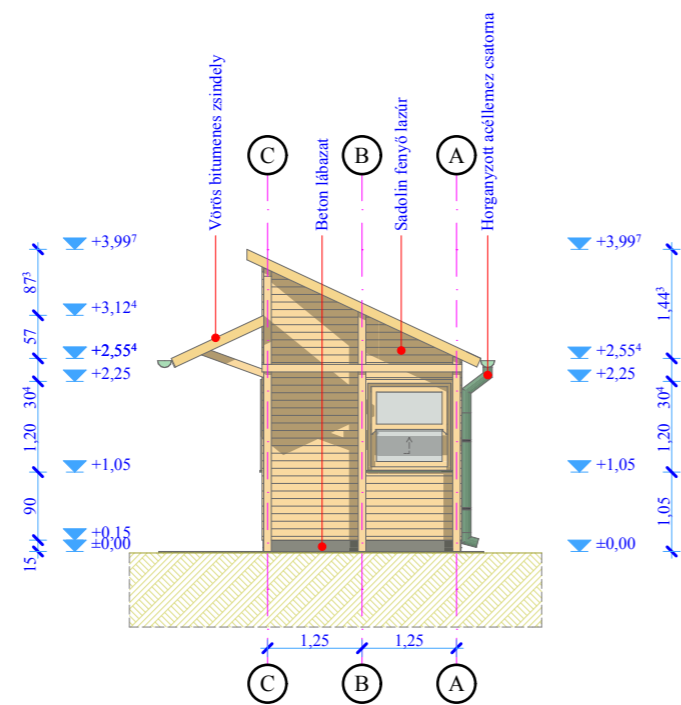 Vörös bitumenes zsindely
Beton lábazat
Sadolin fenyő lazúr
Horganyzott acéllemez csatorna
C
B
A
+3,99⁷
+3,99⁷
87³
1,44³
+3,12⁴
57
+2,55⁴
+2,55⁴
+2,25
+2,25
30⁴
30⁴
1,20
1,20
+1,05
+1,05
90
1,05
+0,15
±0,00
±0,00
15
1,25
1,25
C
B
A